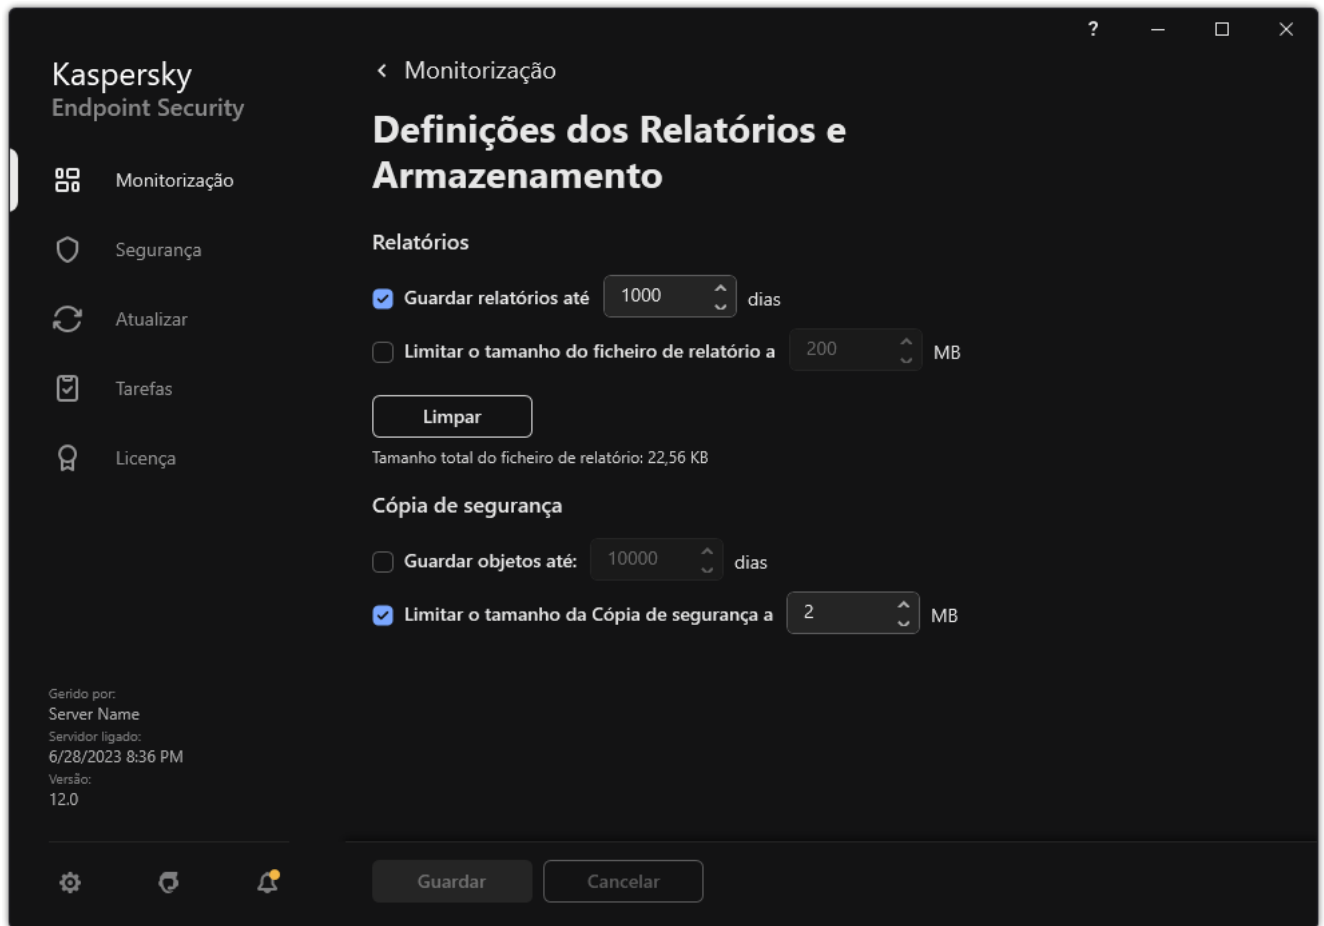 ?
Kaspersky
Endpoint Security
Monitorização
Segurança
Atualizar
Tarefas
Licença
Gerido por:
Server Name
Servidor ligado:
6/28/2023 8:36 PM
Versão:
12.0
Monitorização
Definições dos Relatórios e
Armazenamento
Relatórios
Guardar relatórios até 1000 dias
Limitar o tamanho do ficheiro de relatório a 200 MB
Limpar
Tamanho total do ficheiro de relatório: 22,56 KB
Cópia de segurança
Guardar objetos até: 10000 dias
Limitar o tamanho da Cópia de segurança a 2 MB
Guardar Cancelar